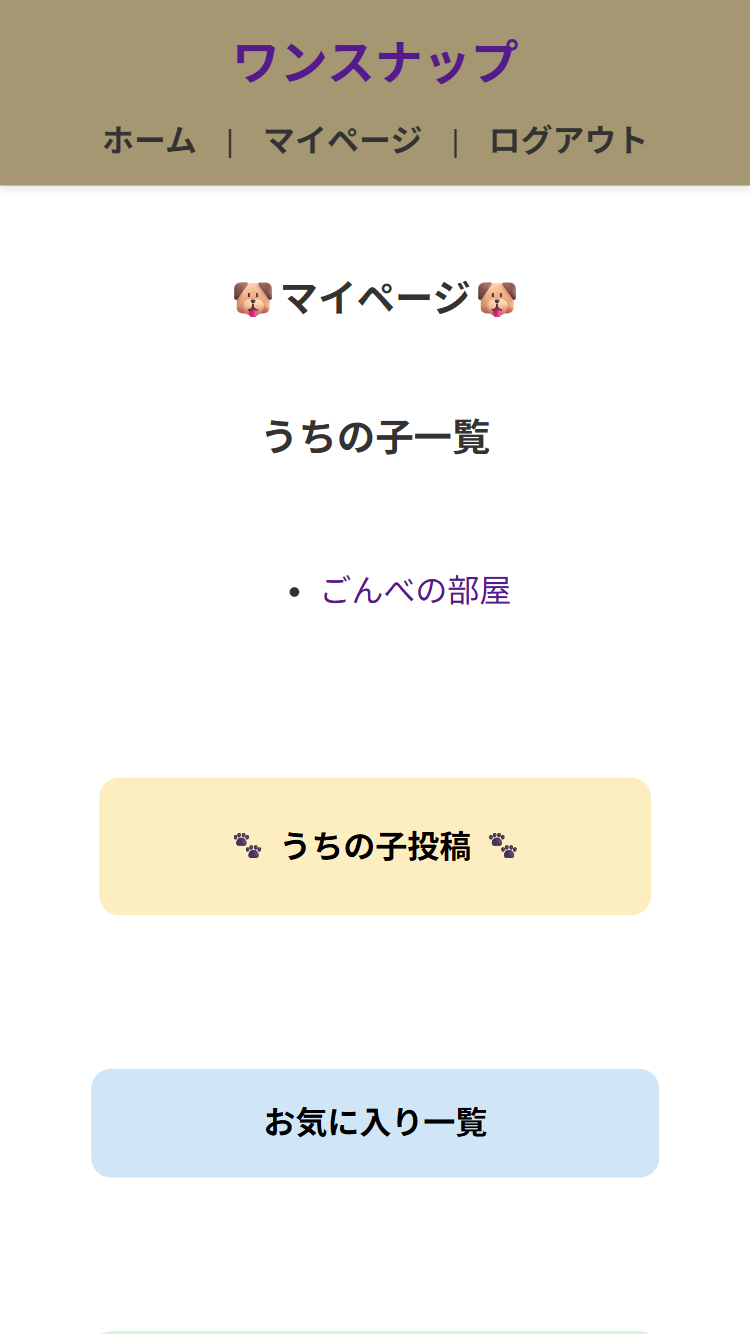 ワンスナップ
ホーム | マイページ | ログアウト
🐶 マイページ 🐶
うちの子一覧
• ごんべの部屋
🐾 うちの子投稿 🐾
お気に入り一覧